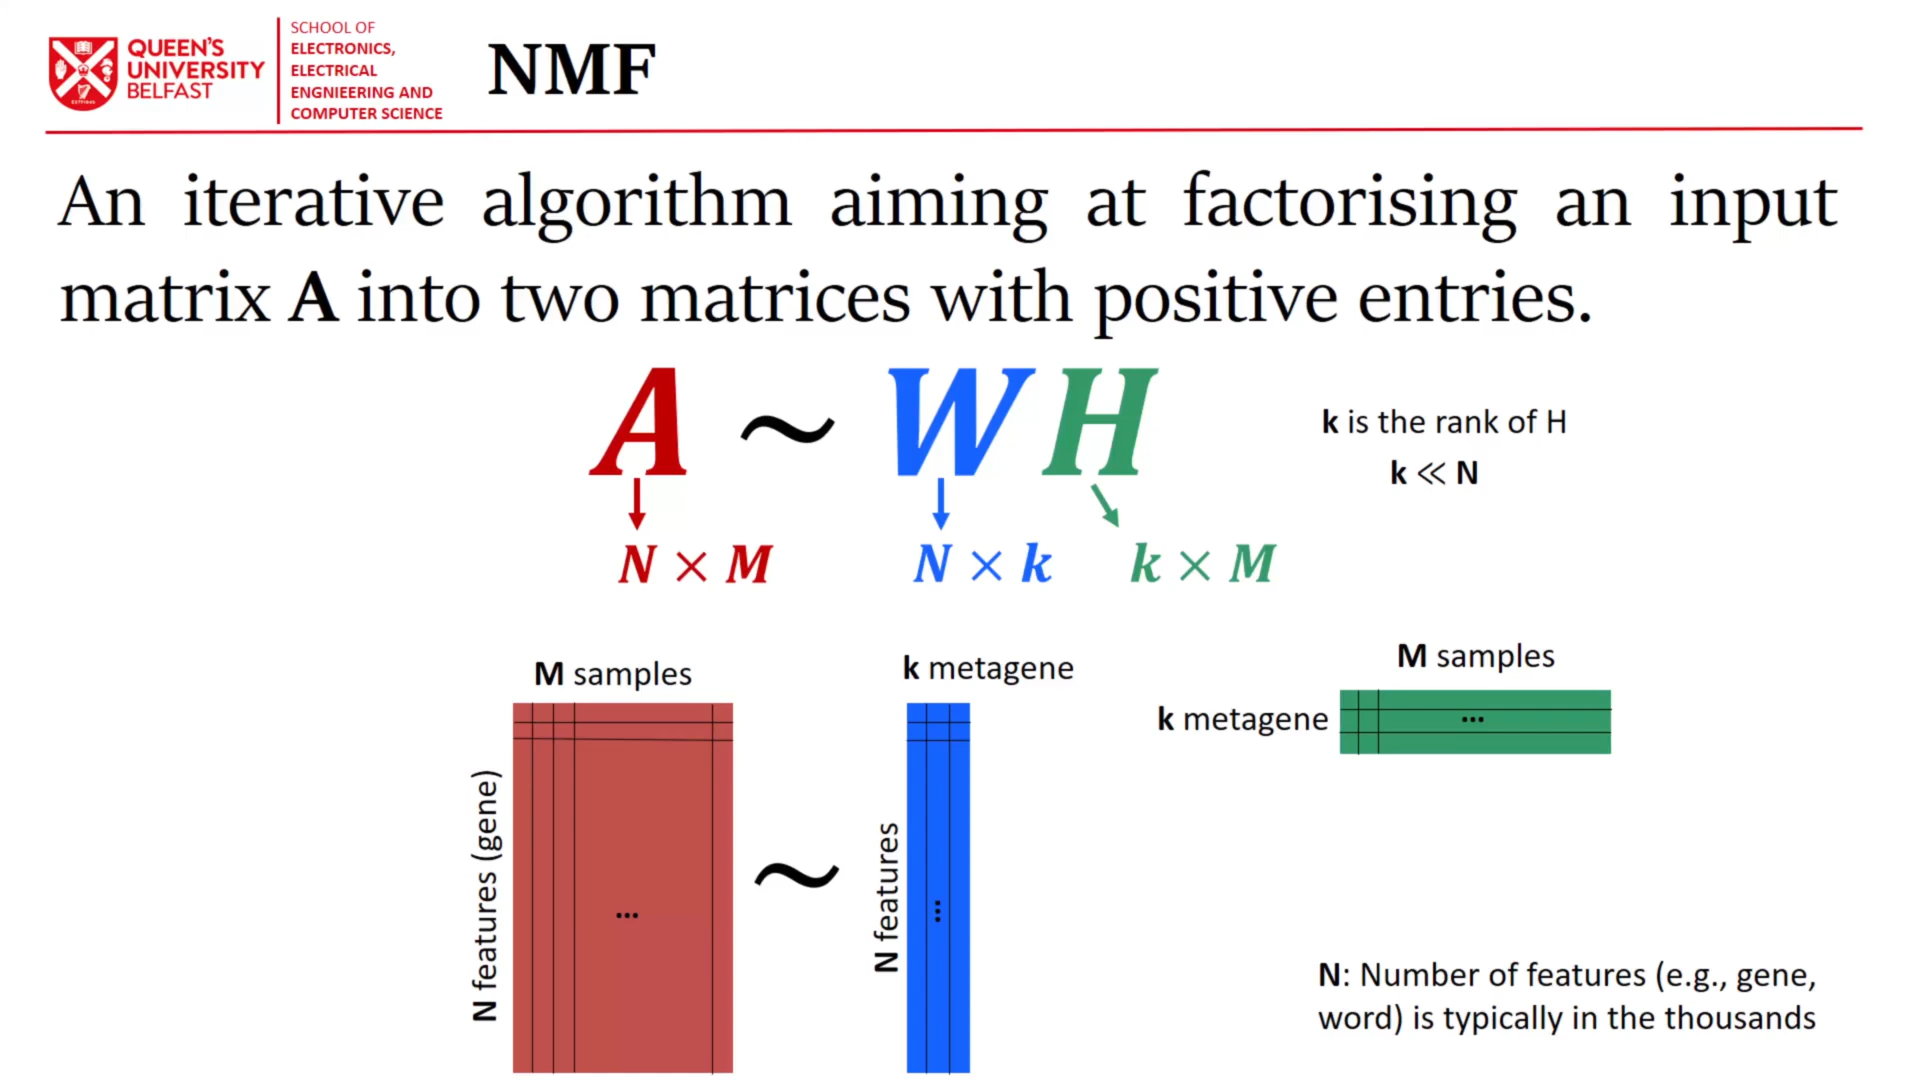 QUEEN'S
UNIVERSITY
BELFAST
ESTD1845
SCHOOL OF
ELECTRONICS,
ELECTRICAL
ENGNIEERING AND
COMPUTER SCIENCE
NMF
An iterative algorithm aiming at factorising an input
matrix A into two matrices with positive entries.
A ~ W H
k is the rank of H
k ≪ N
N × M
N × k
k × M
M samples
N features (gene)
...
~
k metagene
N features
...
M samples
k metagene
...
N: Number of features (e.g., gene,
word) is typically in the thousands